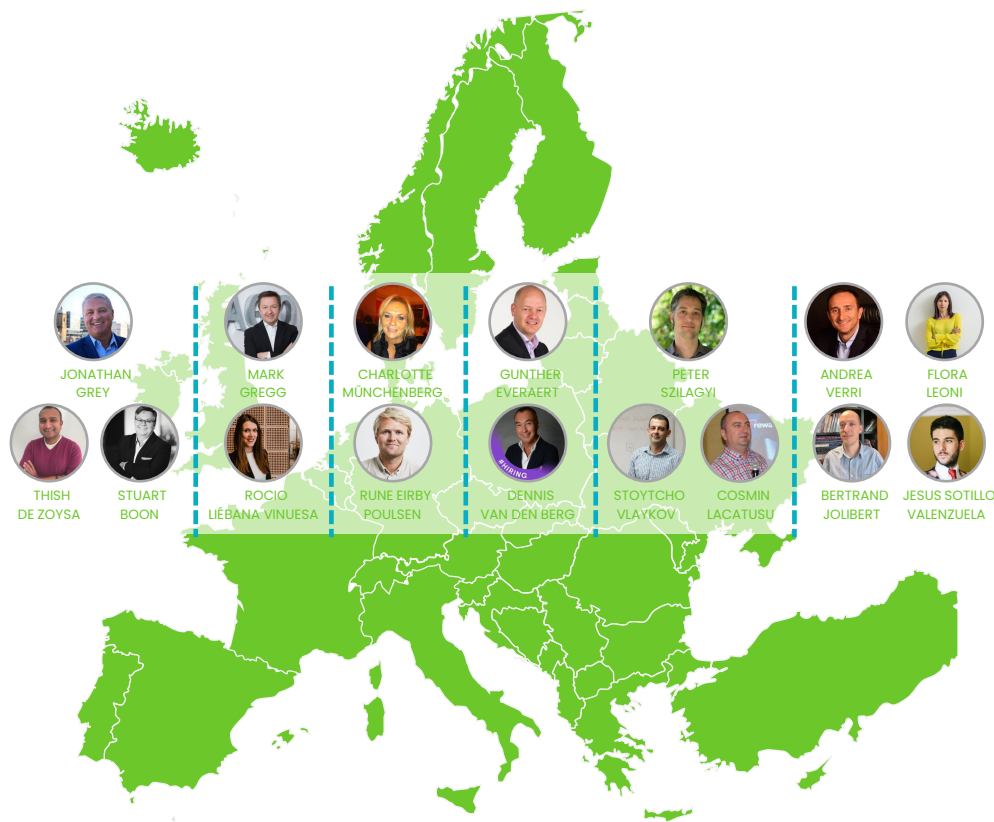 JONATHAN
GREY
MARK
GREGG
CHARLOTTE
MÜNCHENBERG
GUNTHER
EVERAERT
PETER
SZILAGYI
ANDREA
VERRI
FLORA
LEONI
#HIRING
rewa
THISH
DE ZOYSA
STUART
BOON
ROCIO
LIÉBANA VINUESA
RUNE EIRBY
POULSEN
DENNIS
VAN DEN BERG
STOYTCHO
VLAYKOV
COSMIN
LACATUSU
BERTRAND
JOLIBERT
JESUS SOTILLO
VALENZUELA